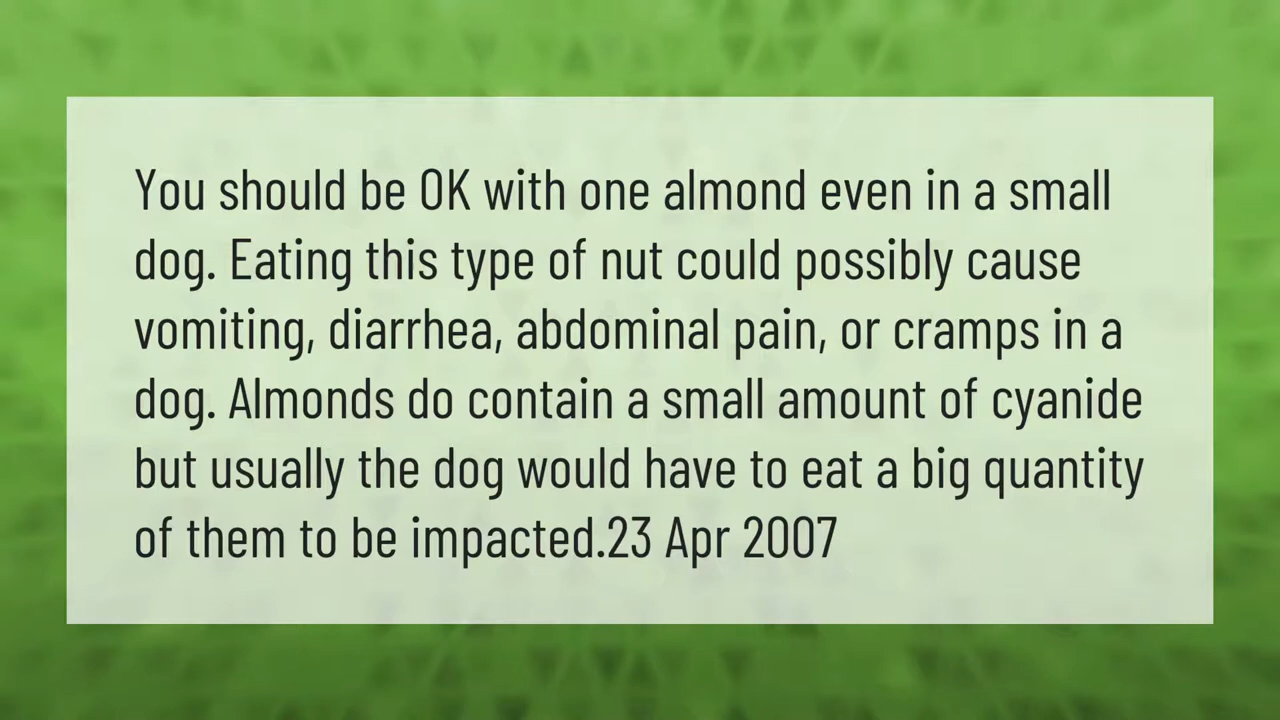 You should be OK with one almond even in a small
dog. Eating this type of nut could possibly cause
vomiting, diarrhea, abdominal pain, or cramps in a
dog. Almonds do contain a small amount of cyanide
but usually the dog would have to eat a big quantity
of them to be impacted.23 Apr 2007